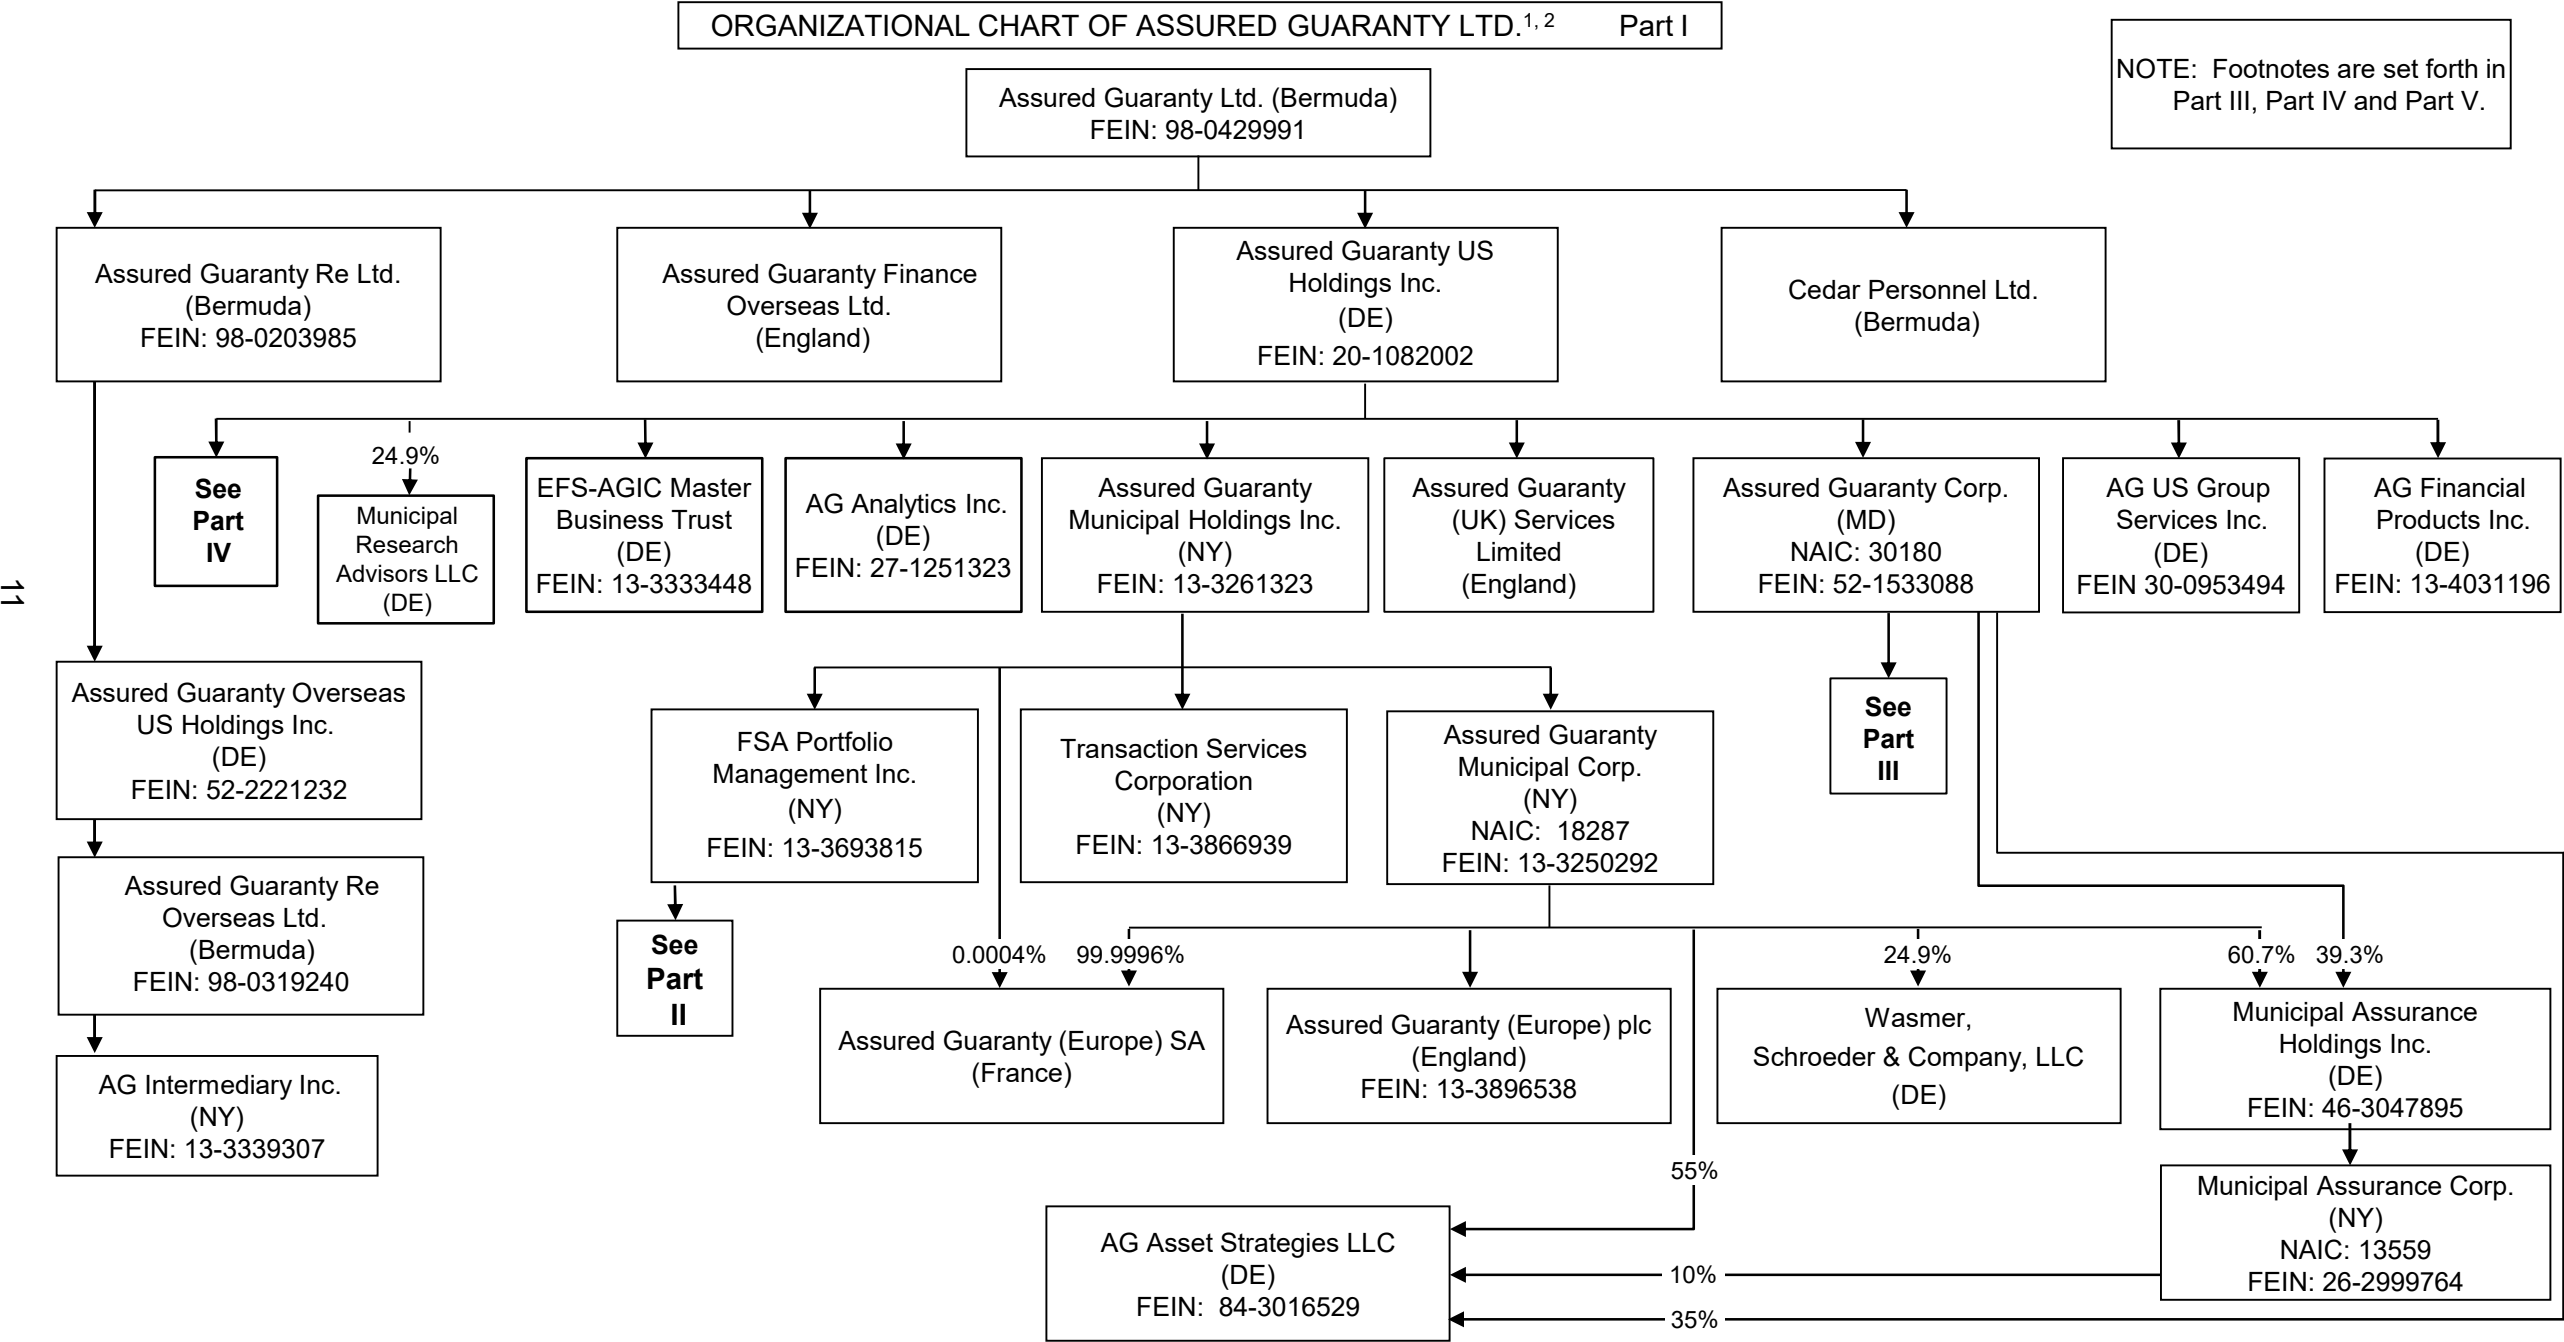 ORGANIZATIONAL CHART OF ASSURED GUARANTY LTD.1, 2 Part I
NOTE: Footnotes are set forth in
Part III, Part IV and Part V.
Assured Guaranty Ltd. (Bermuda)
FEIN: 98-0429991
Assured Guaranty Re Ltd.
(Bermuda)
FEIN: 98-0203985
Assured Guaranty Finance
Overseas Ltd.
(England)
Assured Guaranty US
Holdings Inc.
(DE)
FEIN: 20-1082002
Cedar Personnel Ltd.
(Bermuda)
See
Part
IV
24.9%
Municipal
Research
Advisors LLC
(DE)
EFS-AGIC Master
Business Trust
(DE)
FEIN: 13-3333448
AG Analytics Inc.
(DE)
FEIN: 27-1251323
Assured Guaranty
Municipal Holdings Inc.
(NY)
FEIN: 13-3261323
Assured Guaranty
(UK) Services
Limited
(England)
Assured Guaranty Corp.
(MD)
NAIC: 30180
FEIN: 52-1533088
AG US Group
Services Inc.
(DE)
FEIN 30-0953494
AG Financial
Products Inc.
(DE)
FEIN: 13-4031196
11
Assured Guaranty Overseas
US Holdings Inc.
(DE)
FEIN: 52-2221232
FSA Portfolio
Management Inc.
(NY)
FEIN: 13-3693815
Transaction Services
Corporation
(NY)
FEIN: 13-3866939
Assured Guaranty
Municipal Corp.
(NY)
NAIC: 18287
FEIN: 13-3250292
See
Part
III
Assured Guaranty Re
Overseas Ltd.
(Bermuda)
FEIN: 98-0319240
See
Part
II
0.0004%
99.9996%
24.9%
60.7%
39.3%
Assured Guaranty (Europe) SA
(France)
Assured Guaranty (Europe) plc
(England)
FEIN: 13-3896538
Wasmer,
Schroeder & Company, LLC
(DE)
Municipal Assurance
Holdings Inc.
(DE)
FEIN: 46-3047895
AG Intermediary Inc.
(NY)
FEIN: 13-3339307
55%
Municipal Assurance Corp.
(NY)
NAIC: 13559
FEIN: 26-2999764
AG Asset Strategies LLC
(DE)
FEIN: 84-3016529
10%
35%